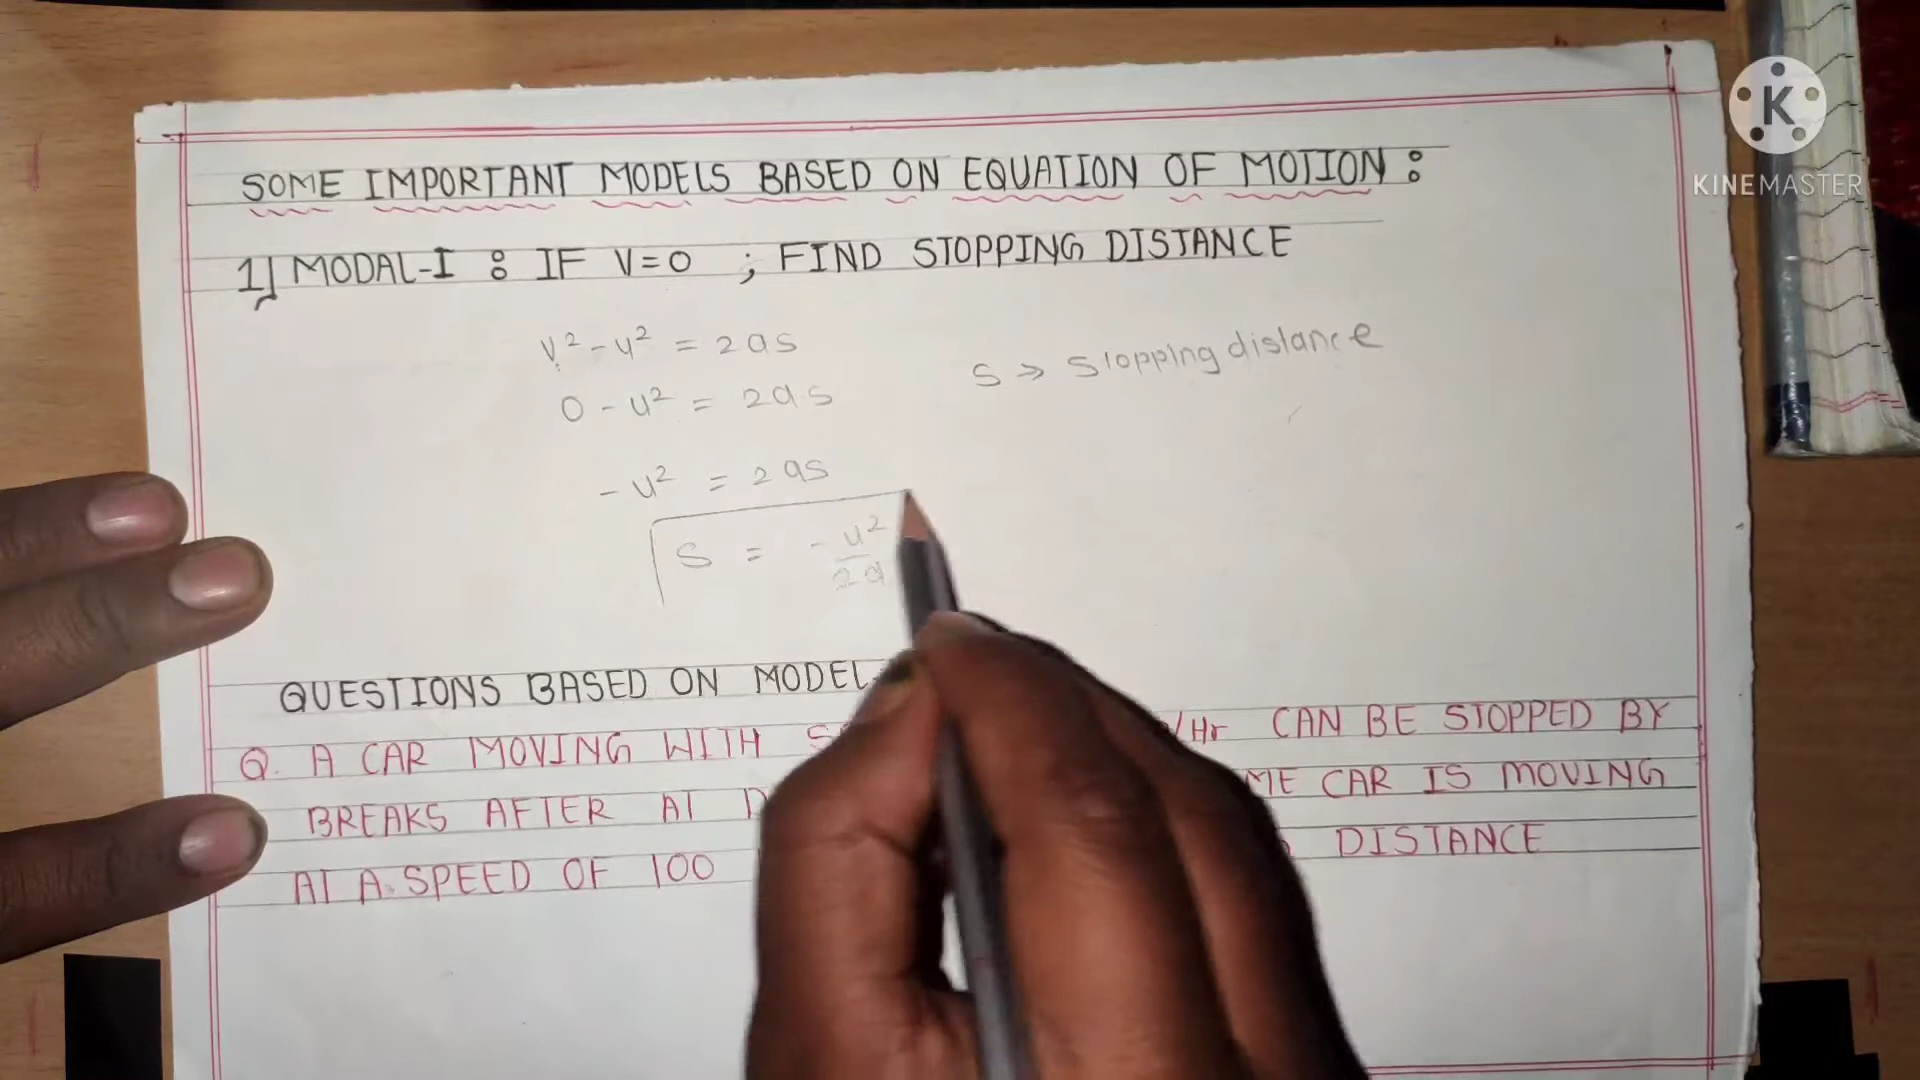 SOME IMPORTANT MODELS BASED ON EQUATION OF MOTION :
1] MODAL-I : IF V=0 ; FIND STOPPING DISTANCE
v² - u² = 2as
s => stopping distance
0 - u² = 2as
- u² = 2as
S = - u²/2a
QUESTIONS BASED ON MODEL
Q. A CAR MOVING WITH /Hr CAN BE STOPPED BY
BREAKS AFTER AT CAR IS MOVING
AT A SPEED OF 100 DISTANCE
K
KINEMASTER